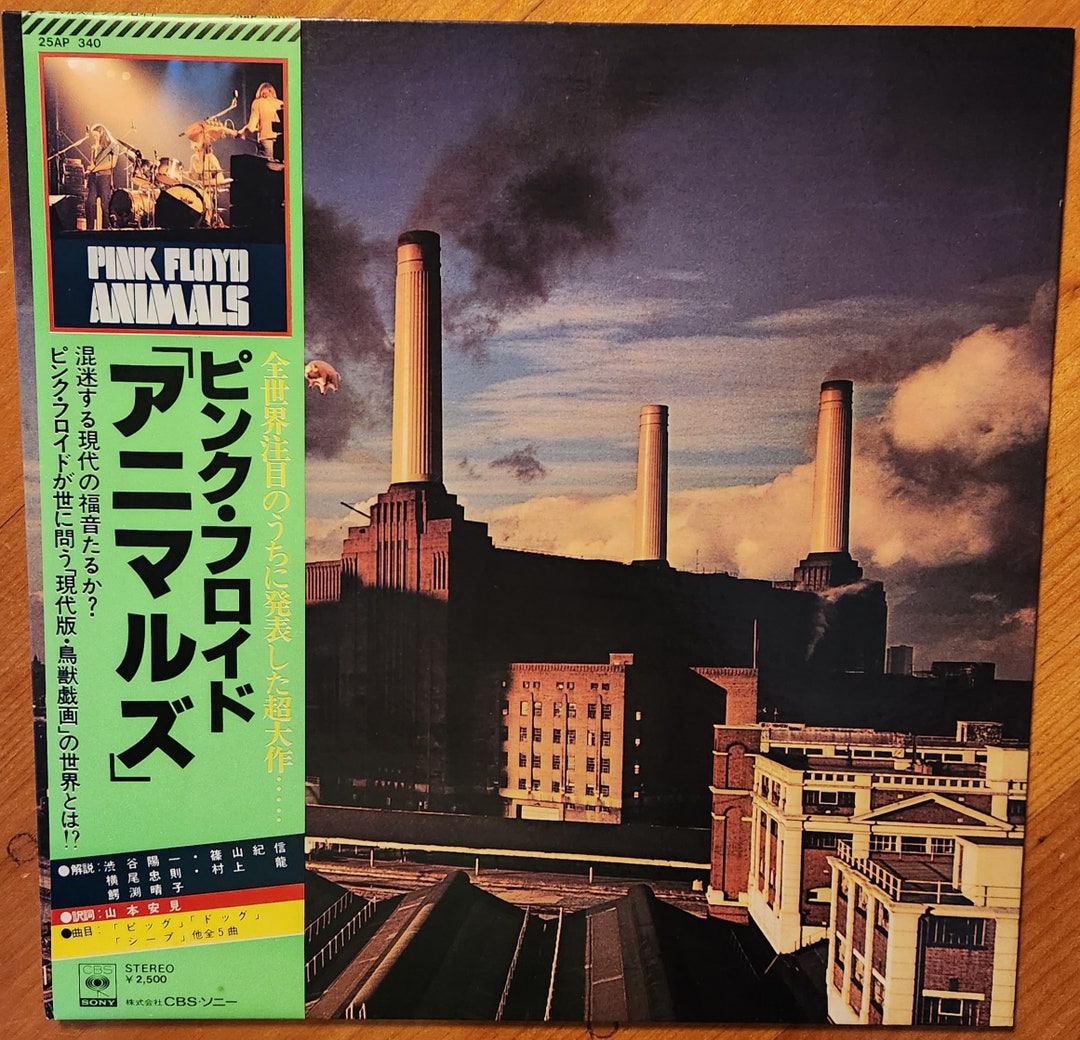 25AP 340
PINK FLOYD
ANIMALS
全世界注目のうちに発表した超大作……
ピンク・フロイド
「アニマルズ」
混迷する現代の福音たるか?
ピンク・フロイドが世に問う「現代版・鳥獣戯画」の世界とは!?
●解説:渋谷陽一・篠山紀信
横尾忠則・村上 龍
鰐渕晴子
●訳詞:山本安見
●曲目:「ピッグ」「ドッグ」
「シープ」他全5曲
CBS
SONY
STEREO
¥2,500
株式会社CBS・ソニー